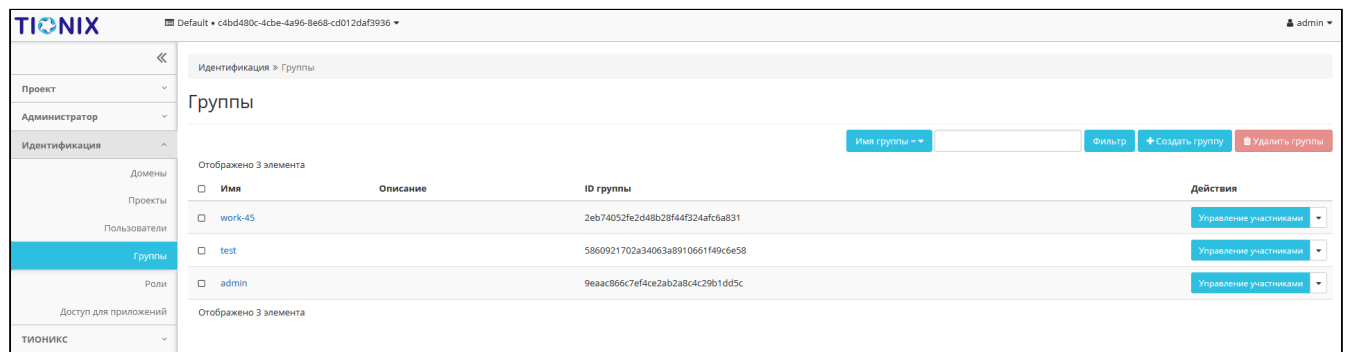 TIONIX
Default • c4bd480c-4cbe-4a96-8e68-cd012daf3936
admin
Идентификация » Группы
Проект
Администратор
Идентификация
Домены
Проекты
Пользователи
Группы
Роли
Доступ для приложений
ТИОНИКС
Группы
Имя группы =
Фильтр
+ Создать группу
Удалить группы
Отображено 3 элемента
Имя Описание ID группы Действия
work-45 2eb74052fe2d48b28f44f324afc6a831 Управление участниками
test 5860921702a34063a8910661f49c6e58 Управление участниками
admin 9eaac866c7ef4ce2ab2a8c4c29b1dd5c Управление участниками
Отображено 3 элемента